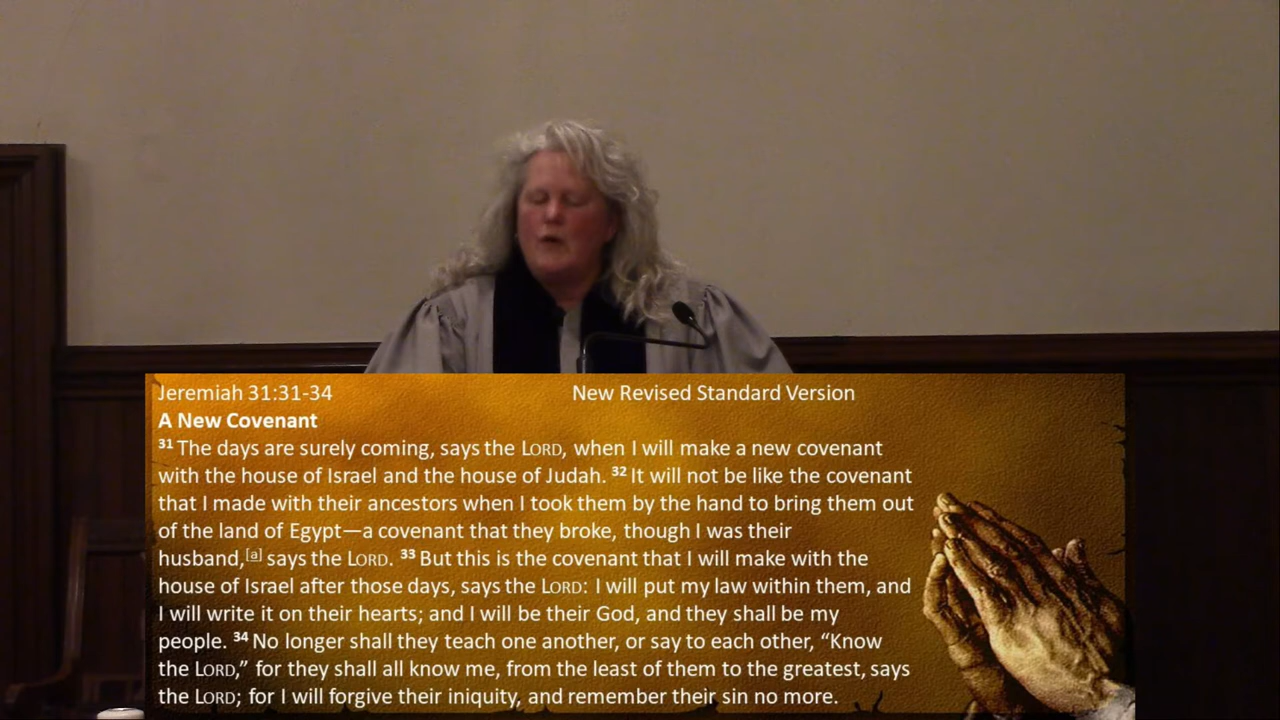 Jeremiah 31:31-34 New Revised Standard Version
A New Covenant
31 The days are surely coming, says the LORD, when I will make a new covenant
with the house of Israel and the house of Judah. 32 It will not be like the covenant
that I made with their ancestors when I took them by the hand to bring them out
of the land of Egypt—a covenant that they broke, though I was their
husband,[a] says the LORD. 33 But this is the covenant that I will make with the
house of Israel after those days, says the LORD: I will put my law within them, and
I will write it on their hearts; and I will be their God, and they shall be my
people. 34 No longer shall they teach one another, or say to each other, “Know
the LORD,” for they shall all know me, from the least of them to the greatest, says
the LORD; for I will forgive their iniquity, and remember their sin no more.